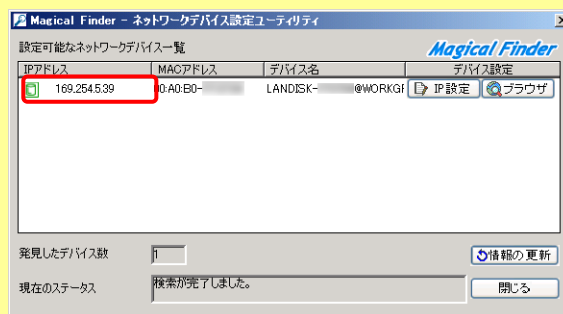 Magical Finder - ネットワークデバイス設定ユーティリティ
設定可能なネットワークデバイス一覧
Magical Finder
IPアドレス MACアドレス デバイス名 デバイス設定
169.254.5.39 00:A0:B0- LANDISK- @WORKGF IP設定 ブラウザ
発見したデバイス数 1 情報の更新
現在のステータス 検索が完了しました。 閉じる